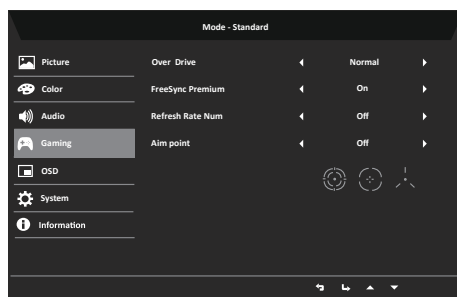 Mode - Standard
Picture
Over Drive Normal
Color
FreeSync Premium On
Audio
Refresh Rate Num Off
Gaming
Aim point Off
OSD
System
Information